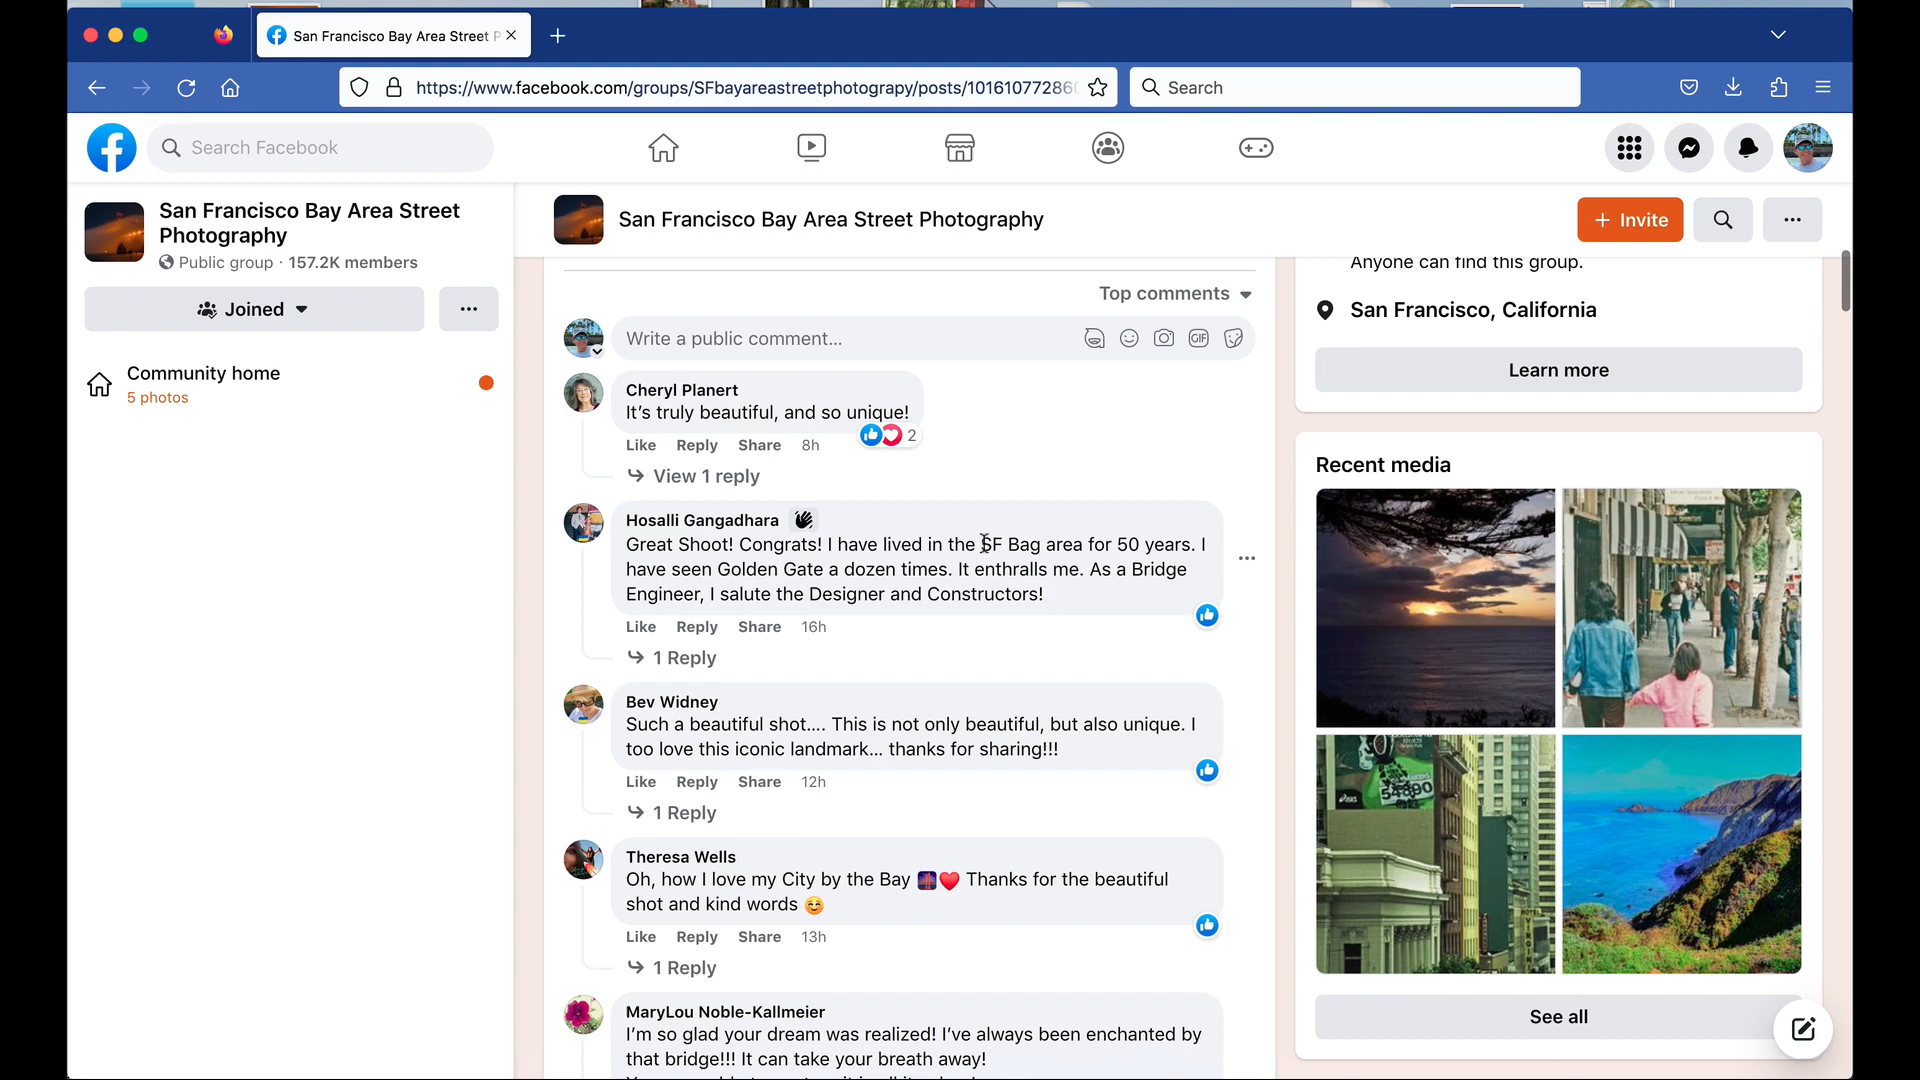 San Francisco Bay Area Street P
https://www.facebook.com/groups/SFbayareastreetphotograpy/posts/1016107728
Search
Search Facebook
San Francisco Bay Area Street
Photography
Public group · 157.2K members
Joined
Community home
5 photos
San Francisco Bay Area Street Photography
+ Invite
Top comments
Write a public comment...
GIF
Cheryl Planert
It’s truly beautiful, and so unique!
Like Reply Share 8h
2
View 1 reply
Hosalli Gangadhara
Great Shoot! Congrats! I have lived in the SF Bag area for 50 years. I
have seen Golden Gate a dozen times. It enthralls me. As a Bridge
Engineer, I salute the Designer and Constructors!
Like Reply Share 16h
1 Reply
Bev Widney
Such a beautiful shot…. This is not only beautiful, but also unique. I
too love this iconic landmark… thanks for sharing!!!
Like Reply Share 12h
1 Reply
Theresa Wells
Oh, how I love my City by the Bay 🌉❤️ Thanks for the beautiful
shot and kind words ☺️
Like Reply Share 13h
1 Reply
MaryLou Noble-Kallmeier
I’m so glad your dream was realized! I’ve always been enchanted by
that bridge!!! It can take your breath away!
Anyone can find this group.
San Francisco, California
Learn more
Recent media
54890
See all